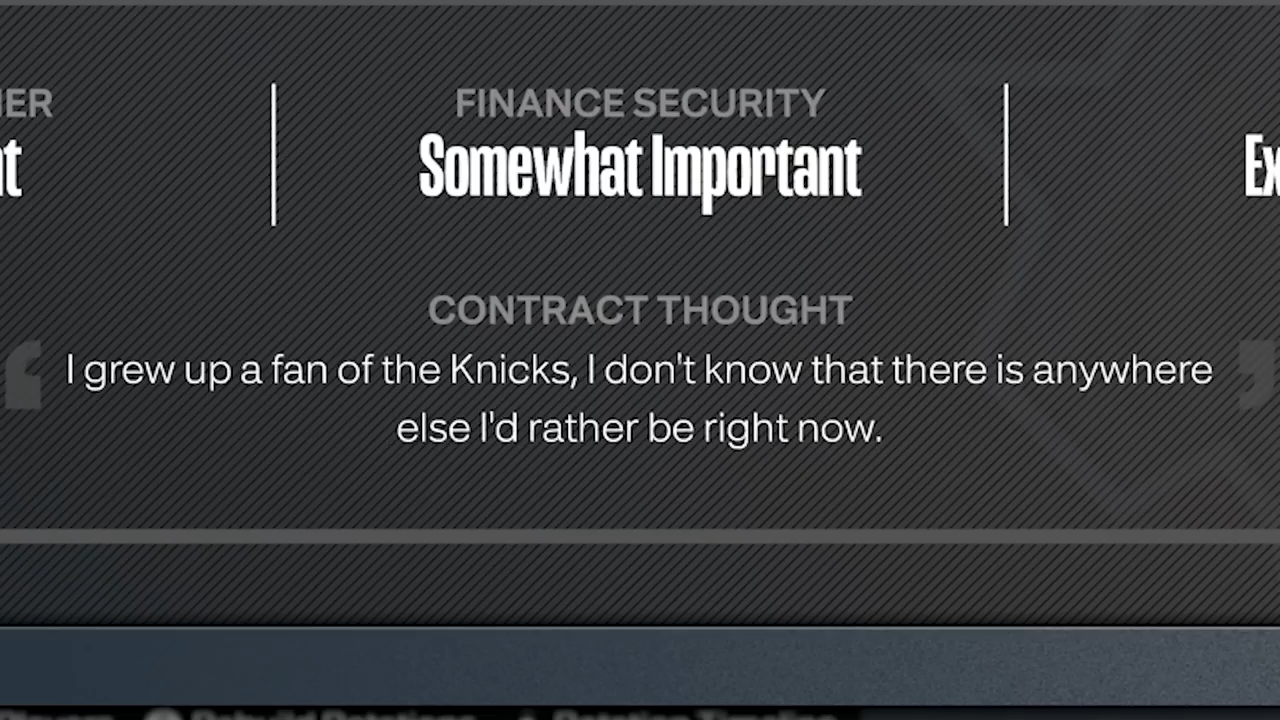 FINANCE SECURITY
Somewhat Important
CONTRACT THOUGHT
I grew up a fan of the Knicks, I don't know that there is anywhere
else I'd rather be right now.